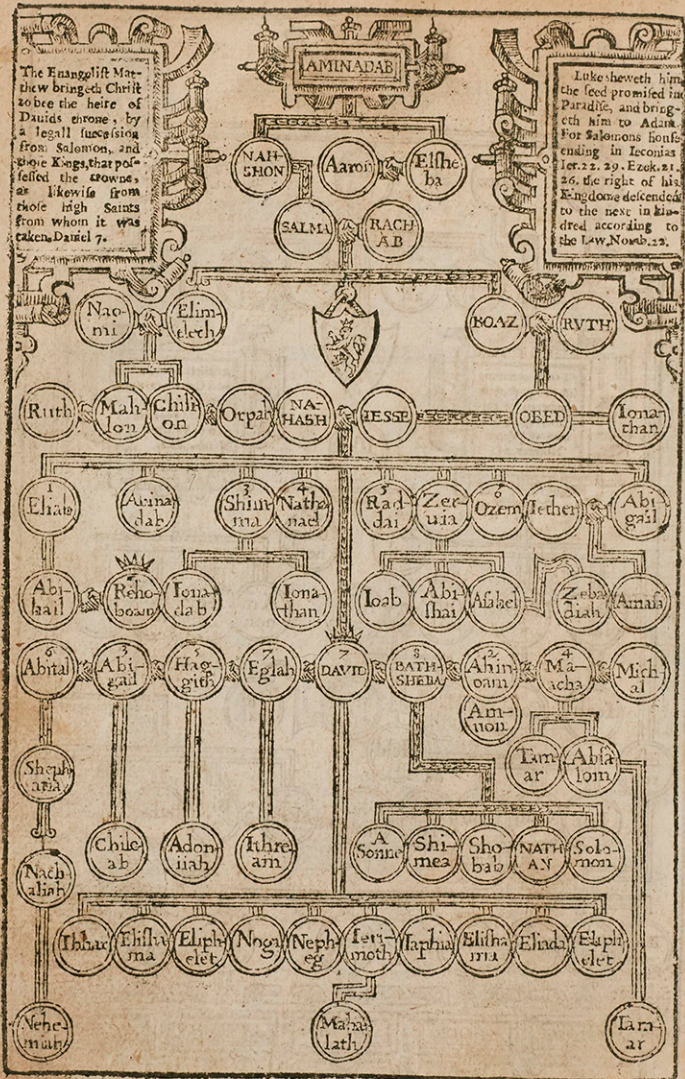 The Euangelist Mat-
thew bringeth Christ
to bee the heire of
Dauids throne, by
a legall succession
from Salomon, and
those Kings, that pos-
sessed the crowne,
as likewise from
those high Saints
from whom it was
taken. Daniel 7.
AMINADAB
Luke sheweth him
the seed promised in
Paradise, and bring-
eth him to Adam.
For Salomons house
ending in Ieconias
Ier. 22. 29. Ezek. 21.
26. the right of his
Kingdome descended
to the next in kin-
dred according to
the Law, Nomb. 22.
NAH-
SHON
Aaron
Elshe
ba
SALMA
RACH
AB
Nao-
mi
Elim-
elech
BOAZ
RUTH
Ruth
Mah-
lon
Chili
on
Orpah
NA-
HASH
IESSE
OBED
Iona-
than
1
Eliab
Abina
dab
3
Shim-
ma
4
Natha
nael
5
Rad-
dai
Zer-
uia
6
Ozem
Iether
Abi-
gail
Abi-
hail
Reho-
boam
Iona
dab
Iona-
than
Ioab
Abi-
shai
Asahel
Zeba-
diah
Amasa
6
Abital
3
Abi-
gail
5
Hag-
gith
7
Eglah
7
DAVID
8
BATH-
SHEBA
2
Ahin-
oam
4
Ma-
acha
Mich-
al
Am-
non
Tam-
ar
Absa-
lom
Sheph
atia
Chile-
ab
Adon-
iiah
Ithre-
am
A
Sonne
Shi-
mea
Sho-
bab
NATH
AN
Solo-
mon
Ibhar
Elisha
ma
Eliph
elet
Noga
Neph-
eg
Ieri-
moth
Iaphia
Elisha
ma
Eliada
Eliph
elet
Nehe-
miah
Maha
lath
Tam-
ar